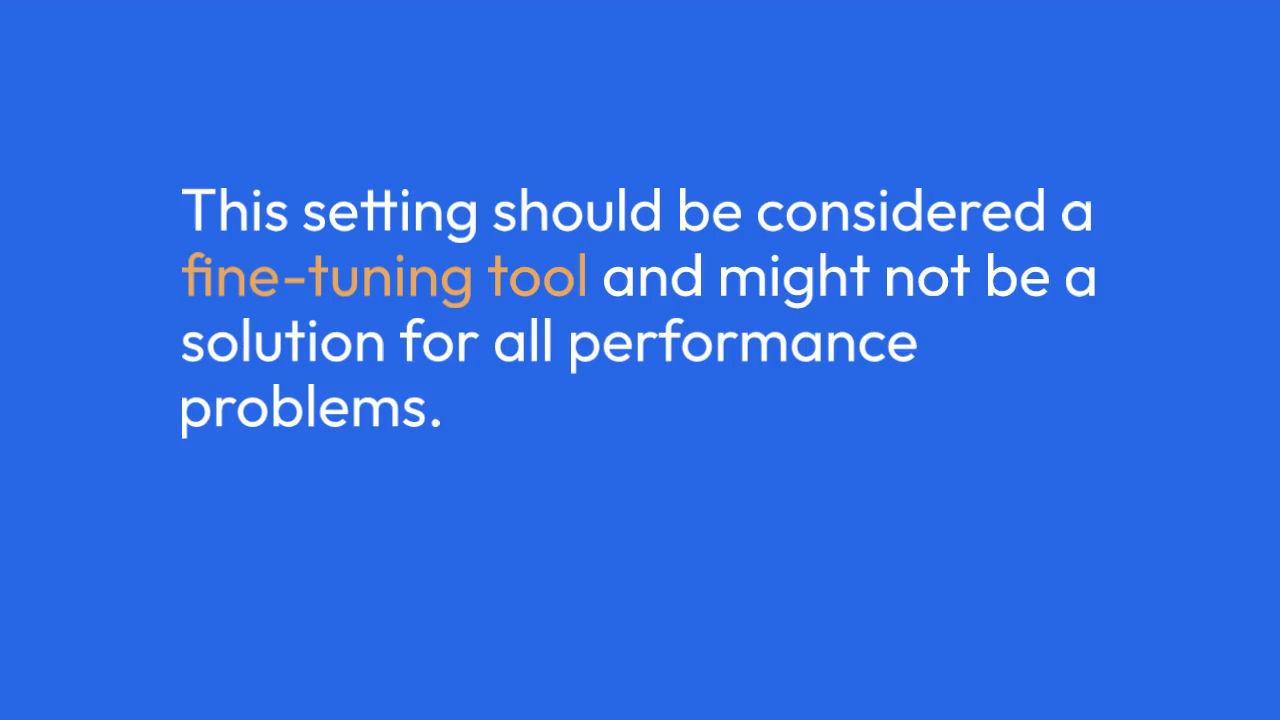 This setting should be considered a
fine-tuning tool and might not be a
solution for all performance
problems.